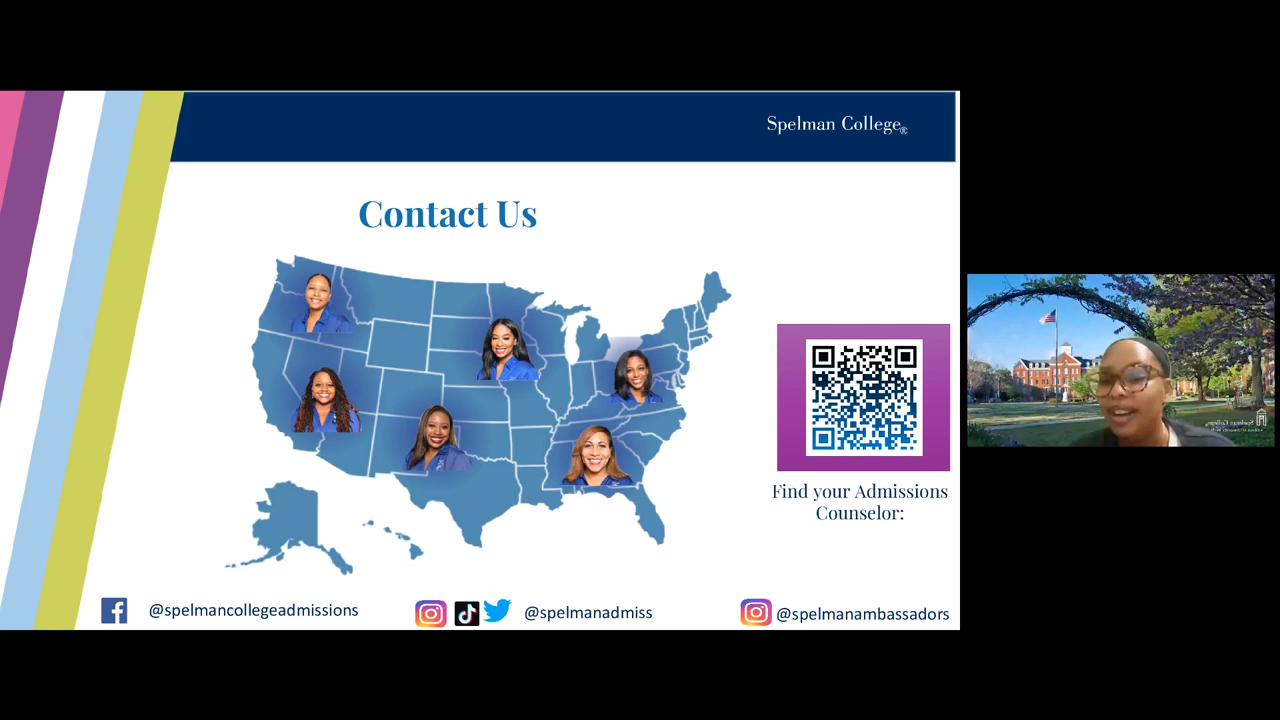 Spelman College®
Contact Us
Find your Admissions
Counselor:
@spelmancollegeadmissions
@spelmanadmiss
@spelmanambassadors